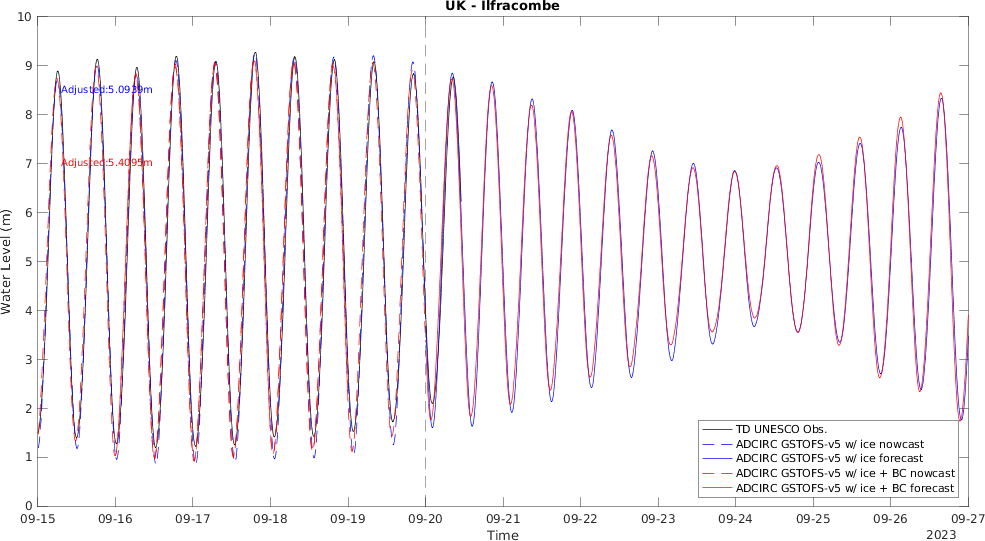 UK - Ilfracombe
10
9
8
7
6
5
4
3
2
1
0
Water Level (m)
Adjusted:5.0939m
Adjusted:5.4095m
TD UNESCO Obs.
ADCIRC GSTOFS-v5 w/ ice nowcast
ADCIRC GSTOFS-v5 w/ ice forecast
ADCIRC GSTOFS-v5 w/ ice + BC nowcast
ADCIRC GSTOFS-v5 w/ ice + BC forecast
09-15 09-16 09-17 09-18 09-19 09-20 09-21 09-22 09-23 09-24 09-25 09-26 09-27
Time
2023